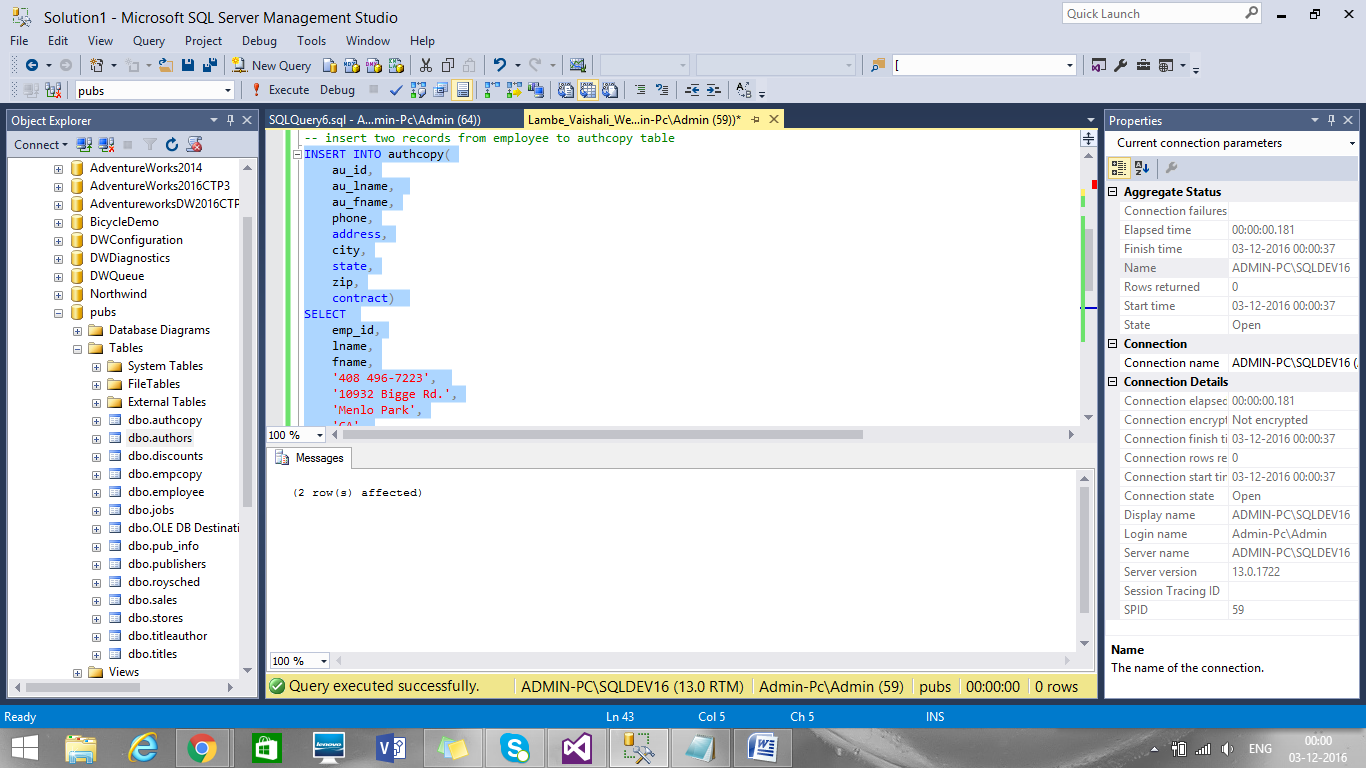 Solution1 - Microsoft SQL Server Management Studio
Quick Launch
File Edit View Query Project Debug Tools Window Help
New Query
[
pubs
Execute Debug
Object Explorer
Connect
AdventureWorks2014
AdventureWorks2016CTP3
AdventureworksDW2016CTP
BicycleDemo
DWConfiguration
DWDiagnostics
DWQueue
Northwind
pubs
Database Diagrams
Tables
System Tables
FileTables
External Tables
dbo.authcopy
dbo.authors
dbo.discounts
dbo.empcopy
dbo.employee
dbo.jobs
dbo.OLE DB Destinati
dbo.pub_info
dbo.publishers
dbo.roysched
dbo.sales
dbo.stores
dbo.titleauthor
dbo.titles
Views
SQLQuery6.sql - A...min-Pc\Admin (64))
Lambe_Vaishali_We...in-Pc\Admin (59))*
-- insert two records from employee to authcopy table
INSERT INTO authcopy(
au_id,
au_lname,
au_fname,
phone,
address,
city,
state,
zip,
contract)
SELECT
emp_id,
lname,
fname,
'408 496-7223',
'10932 Bigge Rd.',
'Menlo Park',
'CA'
100 %
Messages
(2 row(s) affected)
100 %
Query executed successfully. ADMIN-PC\SQLDEV16 (13.0 RTM) Admin-Pc\Admin (59) pubs 00:00:00 0 rows
Properties
Current connection parameters
Aggregate Status
Connection failures
Elapsed time 00:00:00.181
Finish time 03-12-2016 00:00:37
Name ADMIN-PC\SQLDEV16
Rows returned 0
Start time 03-12-2016 00:00:37
State Open
Connection
Connection name ADMIN-PC\SQLDEV16 (
Connection Details
Connection elapsed 00:00:00.181
Connection encrypt Not encrypted
Connection finish ti 03-12-2016 00:00:37
Connection rows re 0
Connection start tir 03-12-2016 00:00:37
Connection state Open
Display name ADMIN-PC\SQLDEV16
Login name Admin-Pc\Admin
Server name ADMIN-PC\SQLDEV16
Server version 13.0.1722
Session Tracing ID
SPID 59
Name
The name of the connection.
Ready Ln 43 Col 5 Ch 5 INS
lenovo
ENG
00:00
03-12-2016